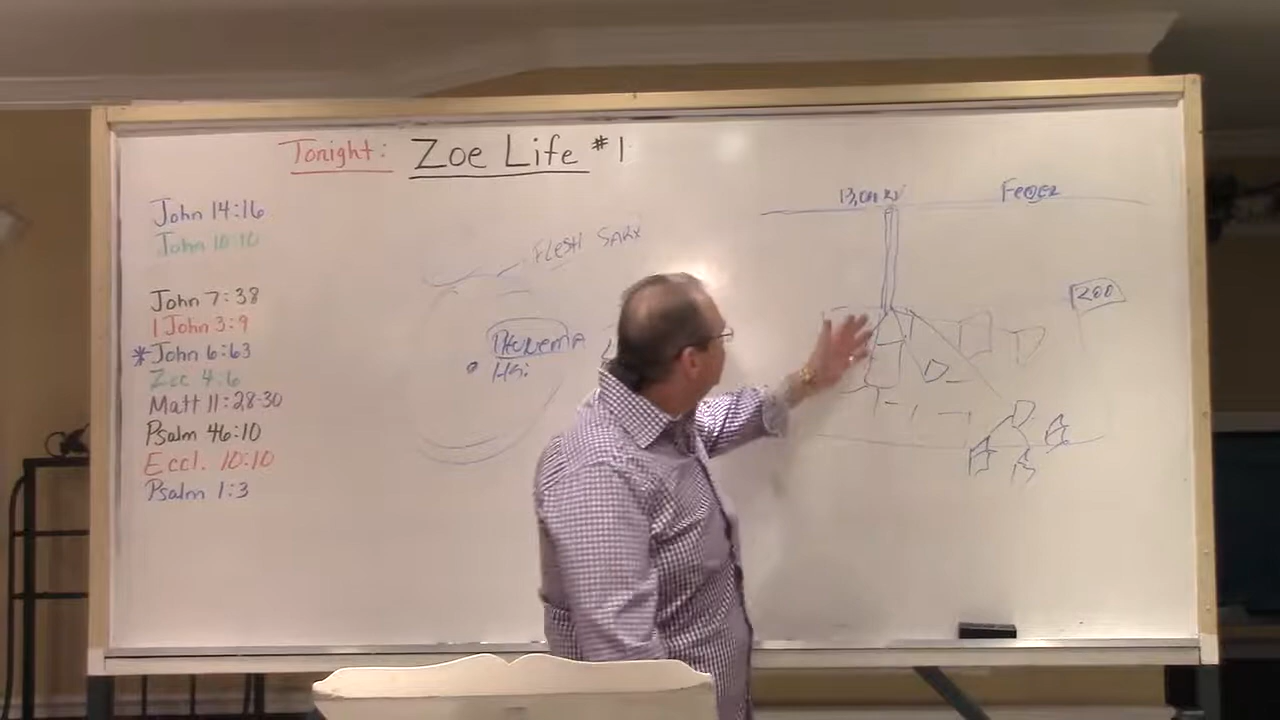 Tonight: Zoe Life #1
John 14:16
John 10:10
John 7:38
1 John 3:9
*John 6:63
Zec 4:6
Matt 11:28-30
Psalm 46:10
Eccl. 10:10
Psalm 1:3
Flesh Sarx
Pneuma
H.S.
Feeder
200